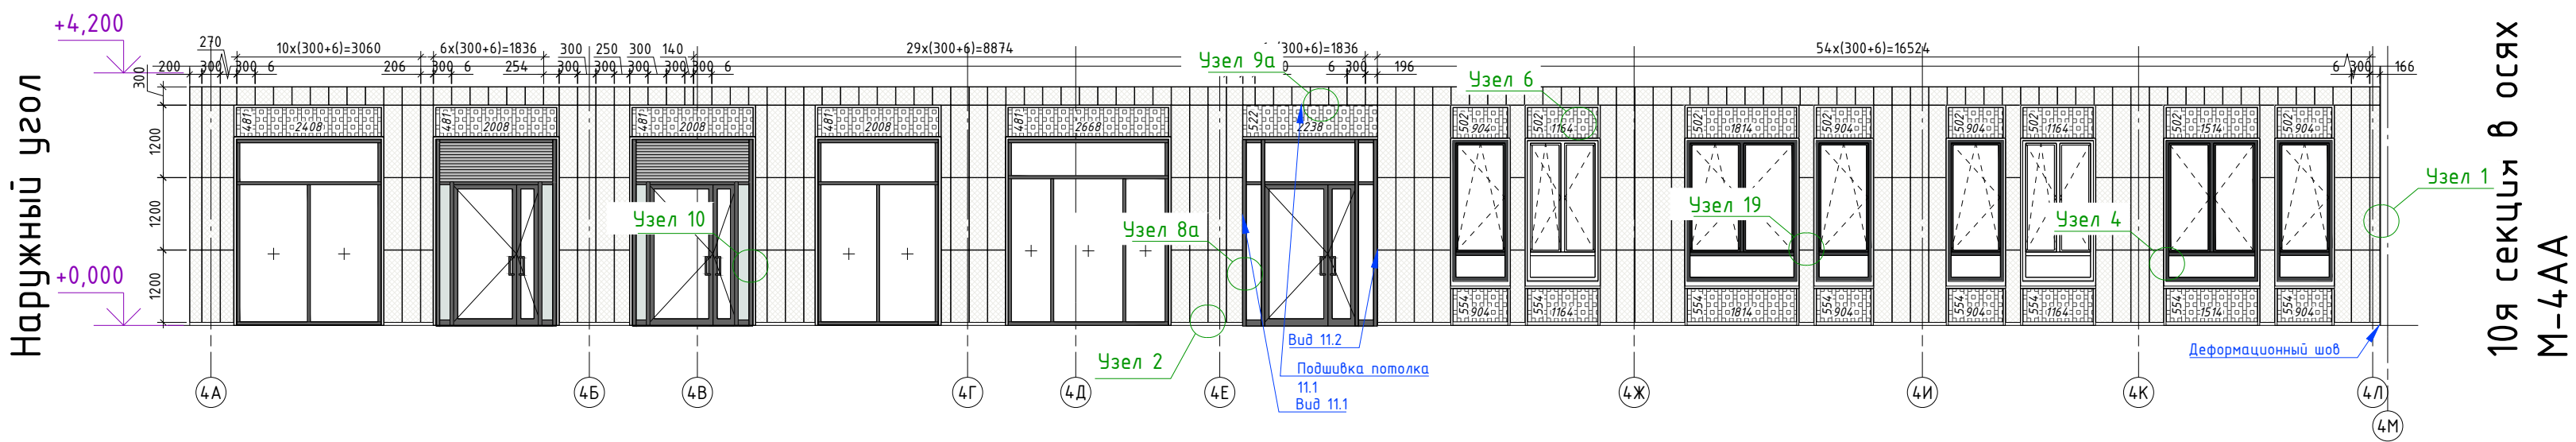 +4,200
+0,000
Наружный угол
270
10х(300+6)=3060
6х(300+6)=1836
300 250 300 140
29х(300+6)=8874
(300+6)=1836
54х(300+6)=16524
200 300 300 6 206 300 6 254 300 300 300 300 300 6
6 300 196
6 300 166
300
1200
1200
1200
Узел 9а
Узел 6
Узел 1
Узел 10
Узел 8а
Узел 19
Узел 4
Узел 2
481 2408
481 2008
481 2008
481 2008
481 2668
522 2238
502 904
502 1164
502 1814
502 904
502 904
502 1164
502 1514
502 904
554 904
554 1164
554 1814
554 904
554 904
554 1164
554 1514
554 904
Вид 11.2
Подшивка потолка
11.1
Вид 11.1
Деформационный шов
4А 4Б 4В 4Г 4Д 4Е 4Ж 4И 4К 4Л
4М
10я секция в осях
М-4АА